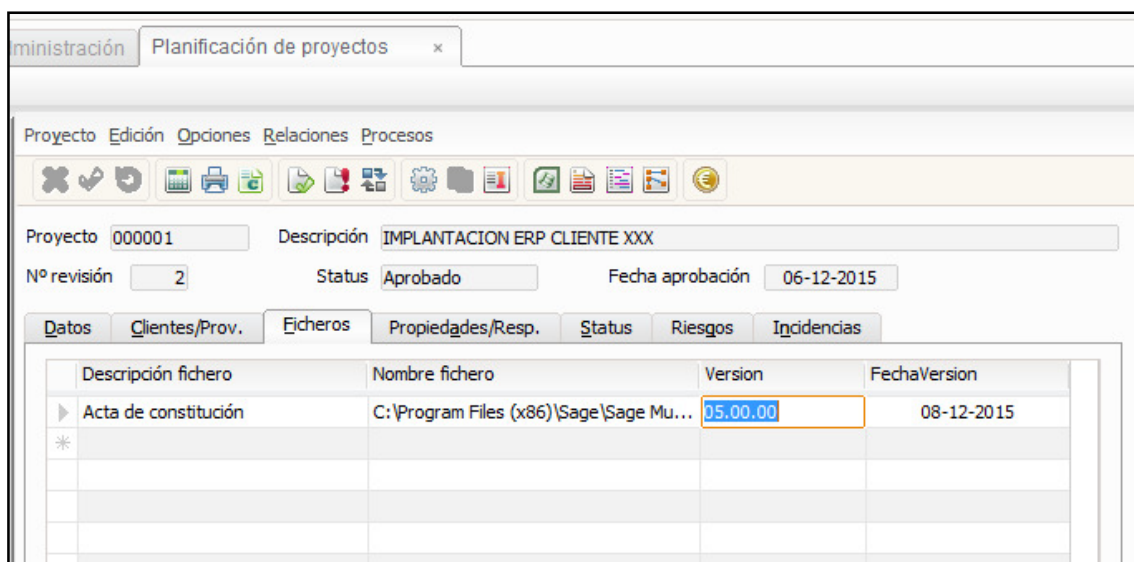 ministración Planificación de proyectos ×
Proyecto Edición Opciones Relaciones Procesos
Proyecto 000001 Descripción IMPLANTACION ERP CLIENTE XXX
Nº revisión 2 Status Aprobado Fecha aprobación 06-12-2015
Datos Clientes/Prov. Ficheros Propiedades/Resp. Status Riesgos Incidencias
Descripción fichero Nombre fichero Version FechaVersion
Acta de constitución C:\Program Files (x86)\Sage\Sage Mu... 05.00.00 08-12-2015